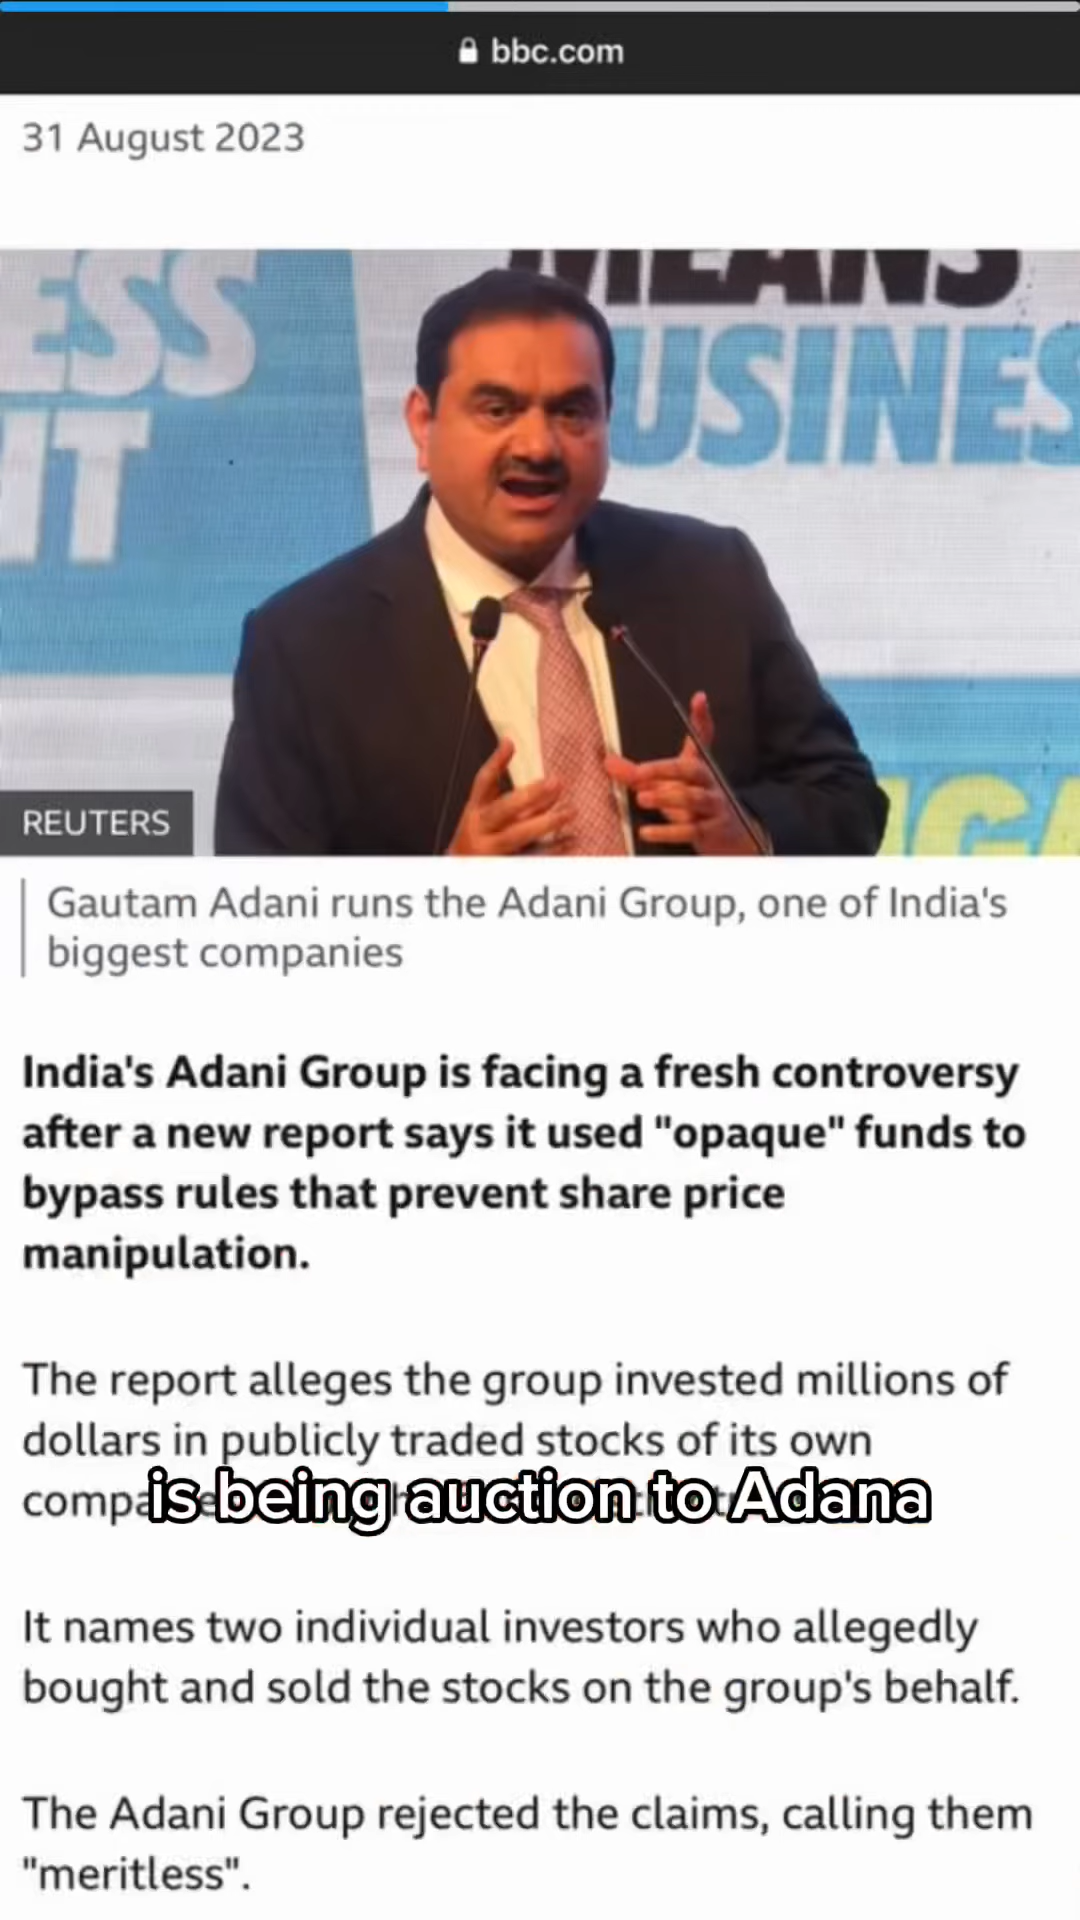 bbc.com
31 August 2023
ESS
IT
MEANS
USINES
REUTERS
Gautam Adani runs the Adani Group, one of India's
biggest companies
India's Adani Group is facing a fresh controversy
after a new report says it used "opaque" funds to
bypass rules that prevent share price
manipulation.
The report alleges the group invested millions of
dollars in publicly traded stocks of its own
is being auction to Adana
It names two individual investors who allegedly
bought and sold the stocks on the group's behalf.
The Adani Group rejected the claims, calling them
"meritless".